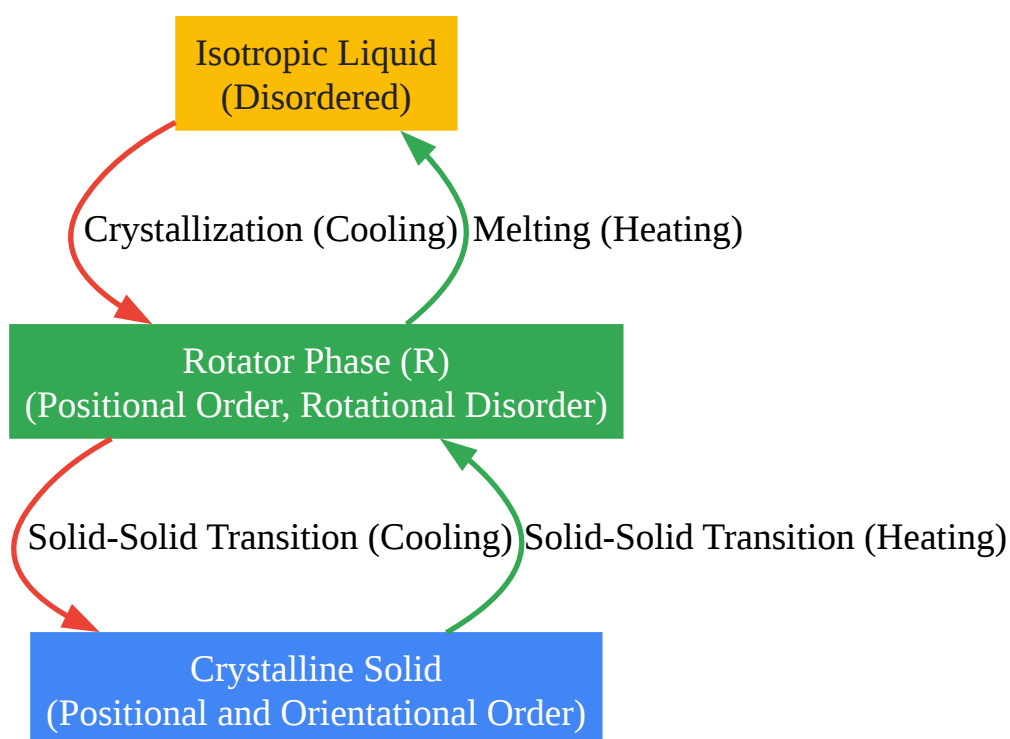 Isotropic Liquid
(Disordered)
Crystallization (Cooling)
Melting (Heating)
Rotator Phase (R)
(Positional Order, Rotational Disorder)
Solid-Solid Transition (Cooling)
Solid-Solid Transition (Heating)
Crystalline Solid
(Positional and Orientational Order)